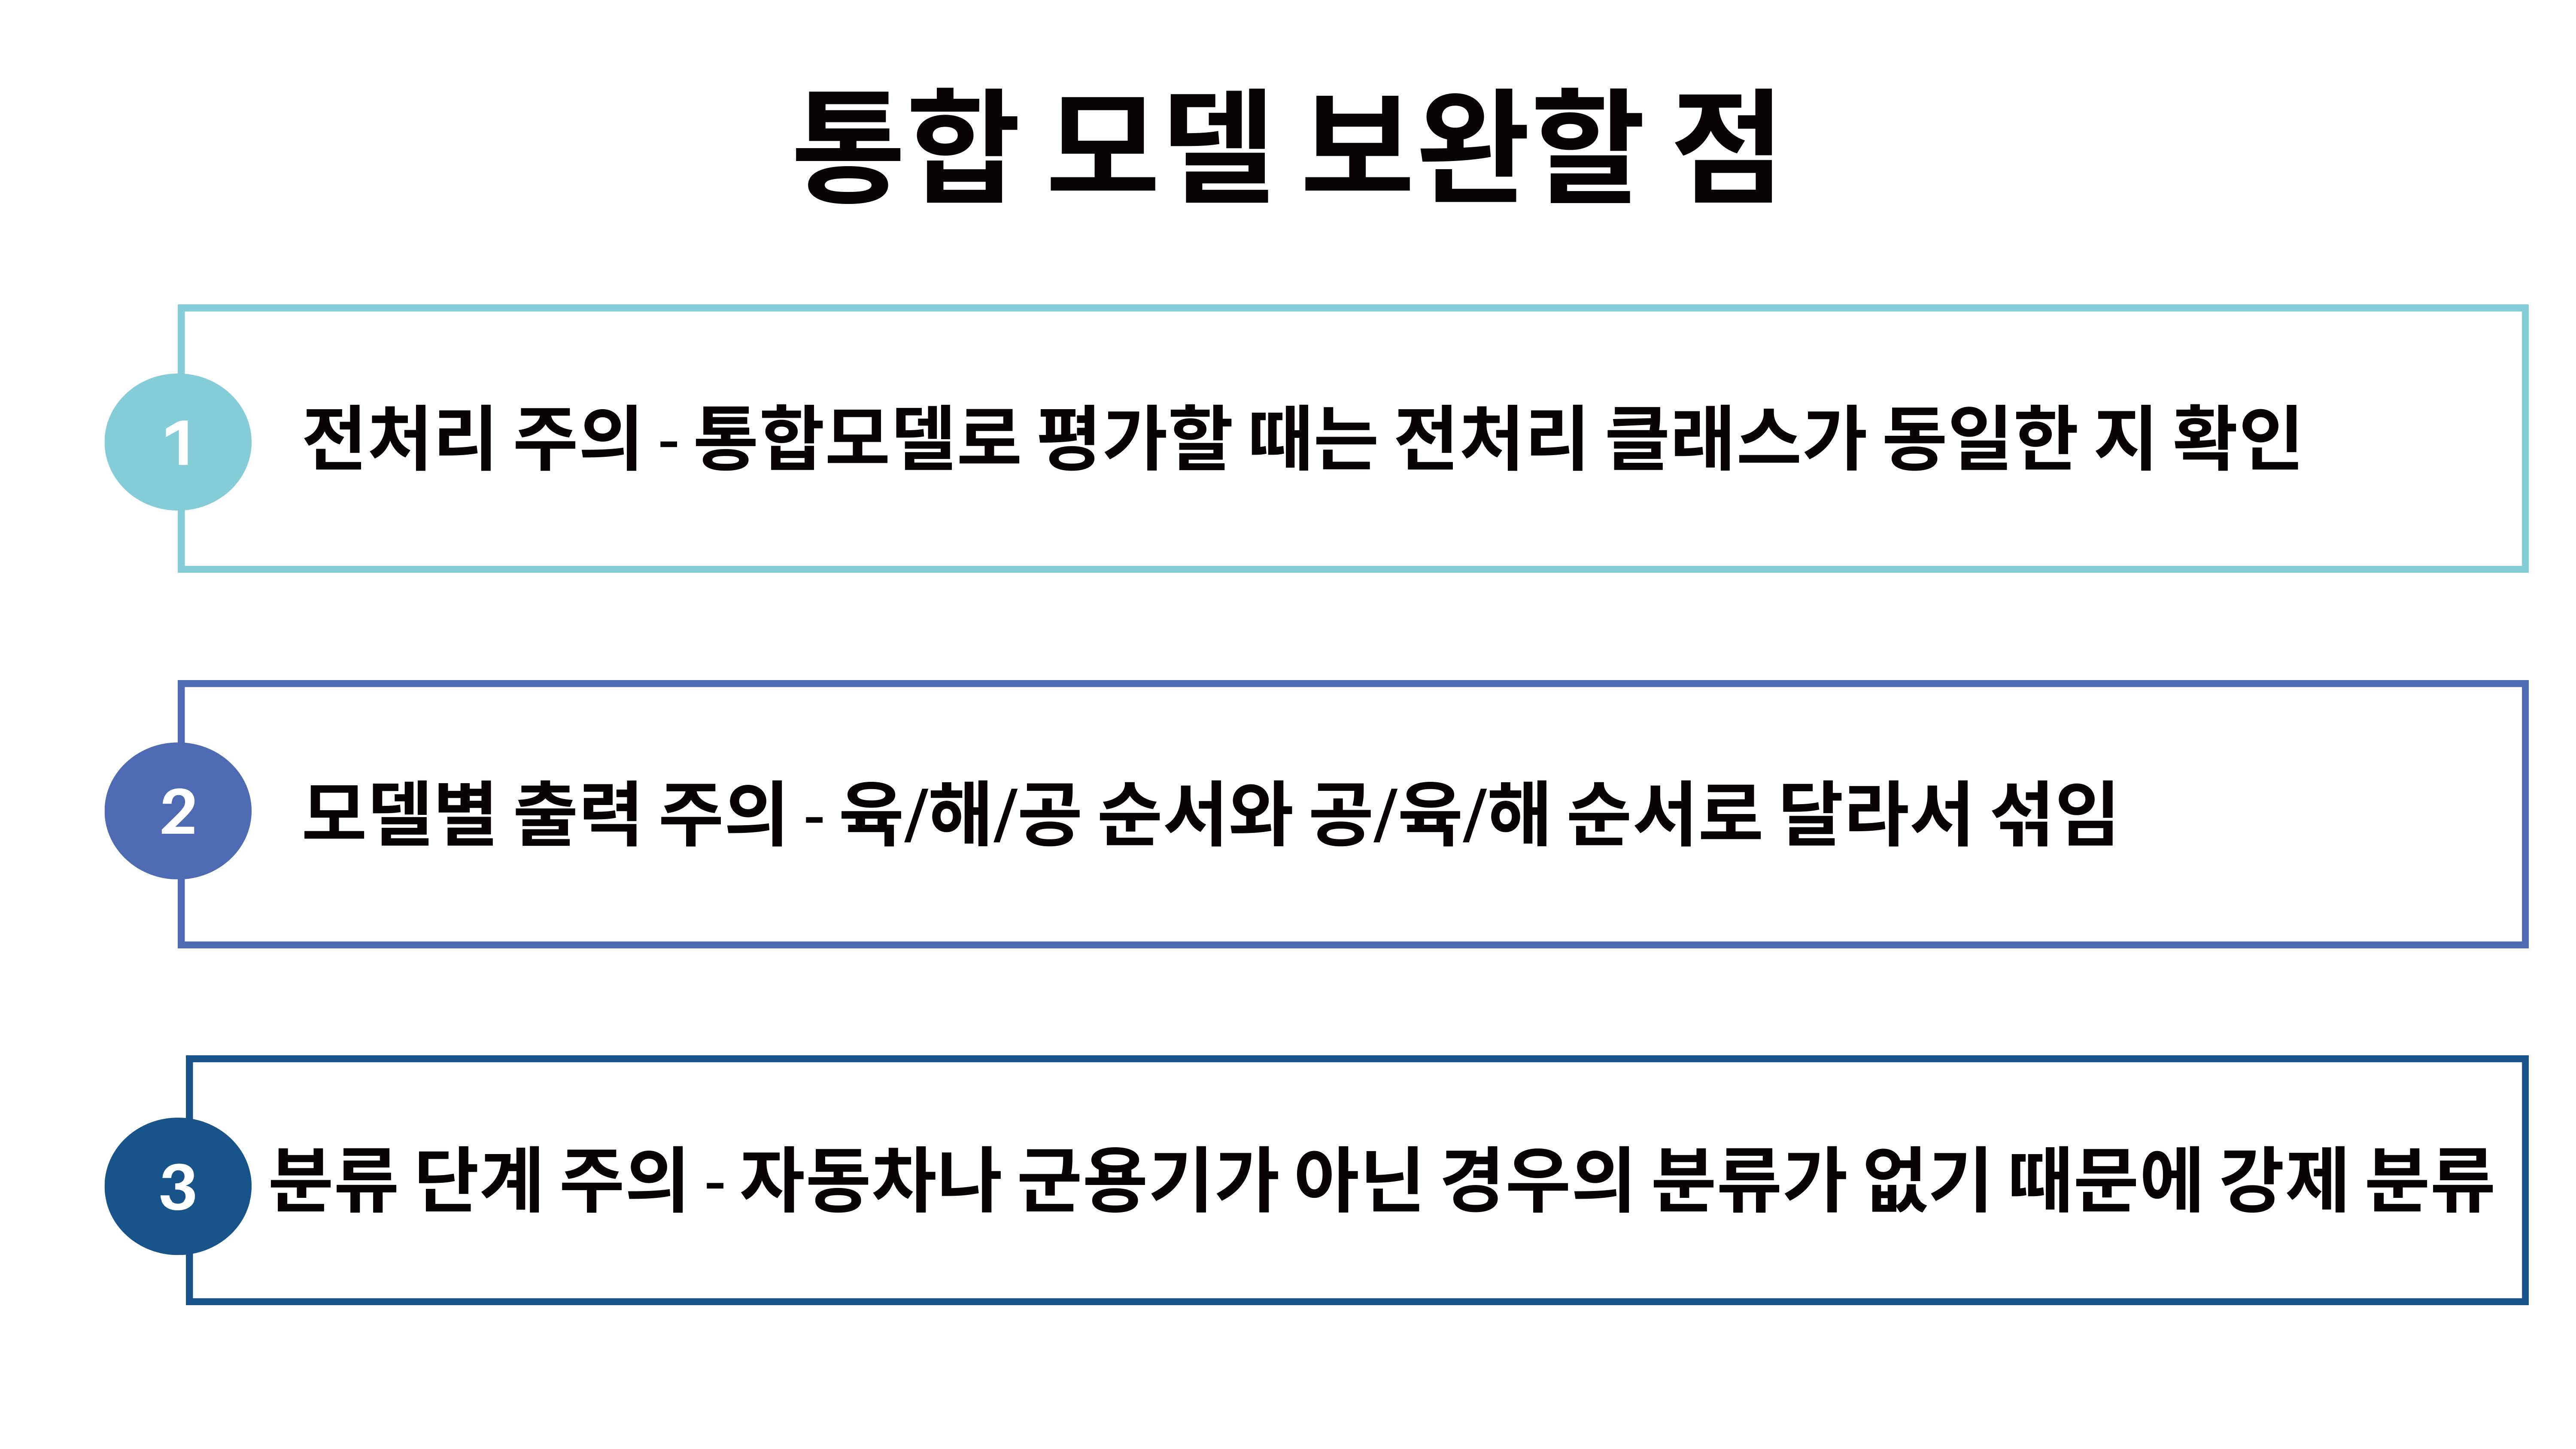 통합 모델 보완할 점
1
전처리 주의 - 통합모델로 평가할 때는 전처리 클래스가 동일한 지 확인
2
모델별 출력 주의 - 육/해/공 순서와 공/육/해 순서로 달라서 섞임
3
분류 단계 주의 - 자동차나 군용기가 아닌 경우의 분류가 없기 때문에 강제 분류